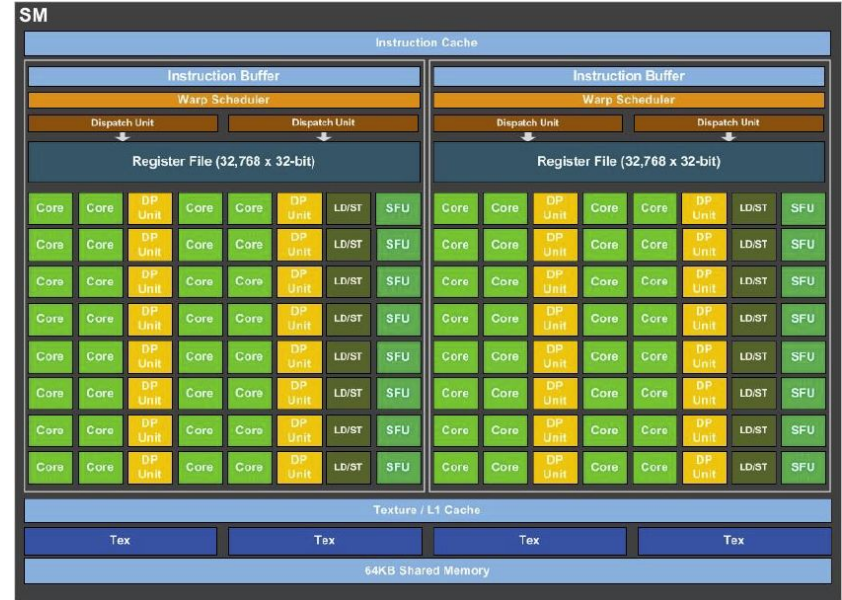 SM
Instruction Cache
Instruction Buffer Instruction Buffer
Warp Scheduler Warp Scheduler
Dispatch Unit Dispatch Unit Dispatch Unit Dispatch Unit
Register File (32,768 x 32-bit) Register File (32,768 x 32-bit)
Core Core DP Unit Core Core DP Unit LD/ST SFU Core Core DP Unit Core Core DP Unit LD/ST SFU
Core Core DP Unit Core Core DP Unit LD/ST SFU Core Core DP Unit Core Core DP Unit LD/ST SFU
Core Core DP Unit Core Core DP Unit LD/ST SFU Core Core DP Unit Core Core DP Unit LD/ST SFU
Core Core DP Unit Core Core DP Unit LD/ST SFU Core Core DP Unit Core Core DP Unit LD/ST SFU
Core Core DP Unit Core Core DP Unit LD/ST SFU Core Core DP Unit Core Core DP Unit LD/ST SFU
Core Core DP Unit Core Core DP Unit LD/ST SFU Core Core DP Unit Core Core DP Unit LD/ST SFU
Core Core DP Unit Core Core DP Unit LD/ST SFU Core Core DP Unit Core Core DP Unit LD/ST SFU
Core Core DP Unit Core Core DP Unit LD/ST SFU Core Core DP Unit Core Core DP Unit LD/ST SFU
Texture / L1 Cache
Tex Tex Tex Tex
64KB Shared Memory